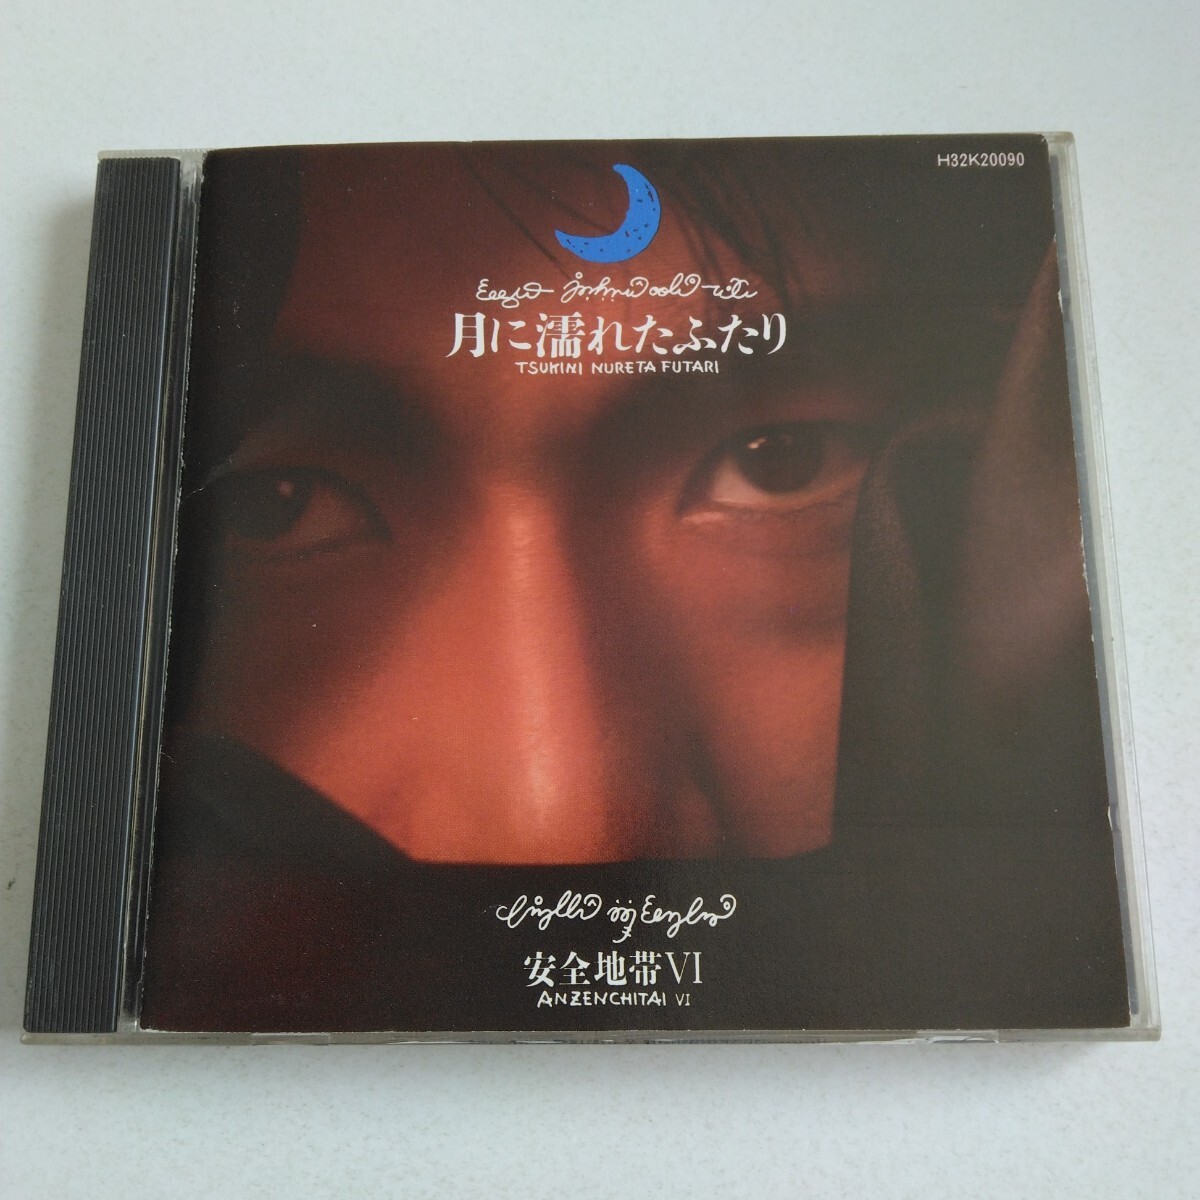 H32K20090
月に濡れたふたり
TSUKINI NURETA FUTARI
安全地帯VI
ANZENCHITAI VI